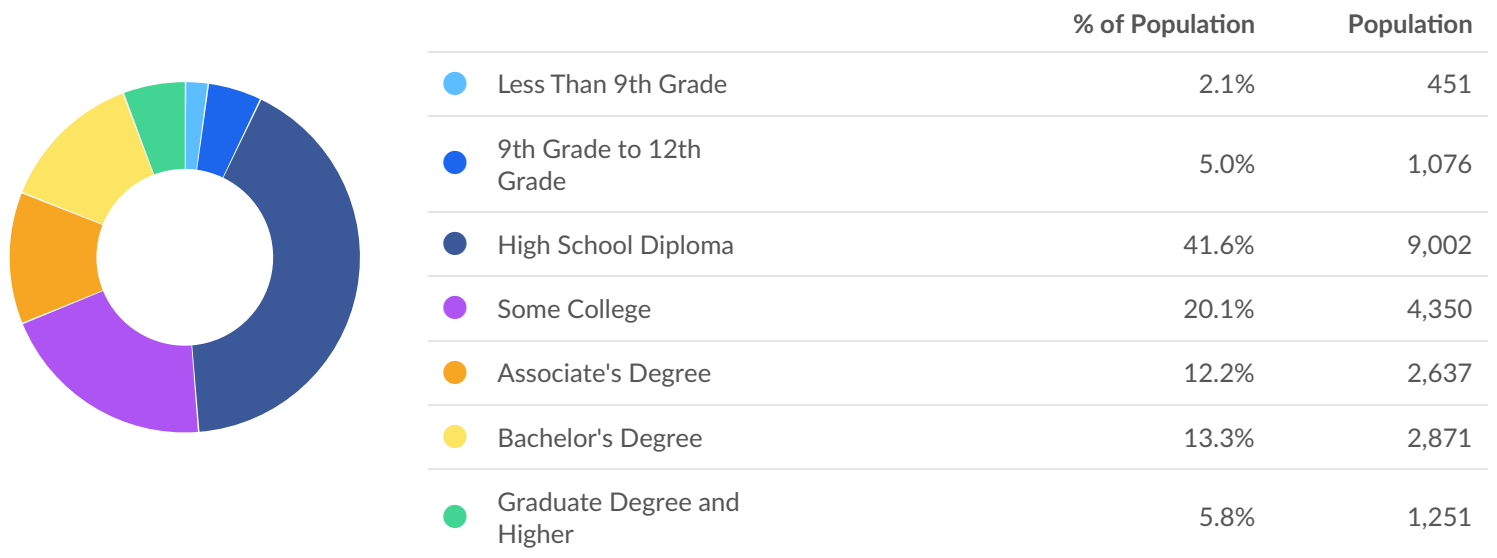 % of Population Population
Less Than 9th Grade 2.1% 451
9th Grade to 12th
Grade 5.0% 1,076
High School Diploma 41.6% 9,002
Some College 20.1% 4,350
Associate's Degree 12.2% 2,637
Bachelor's Degree 13.3% 2,871
Graduate Degree and
Higher 5.8% 1,251